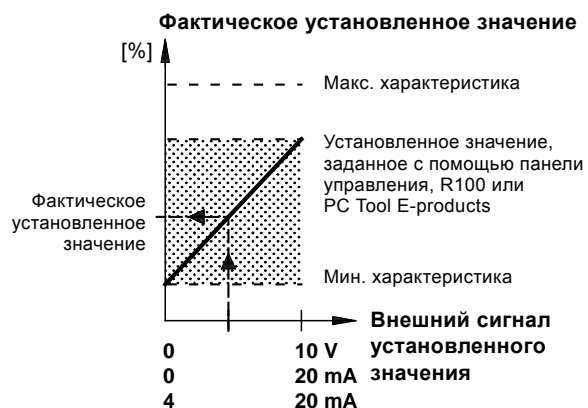 Фактическое установленное значение
[%]
Макс. характеристика
Установленное значение,
заданное с помощью панели
управления, R100 или
PC Tool E-products
Фактическое
установленное
значение
Мин. характеристика
Внешний сигнал
установленного
значения
0 10 V
0 20 mA
4 20 mA